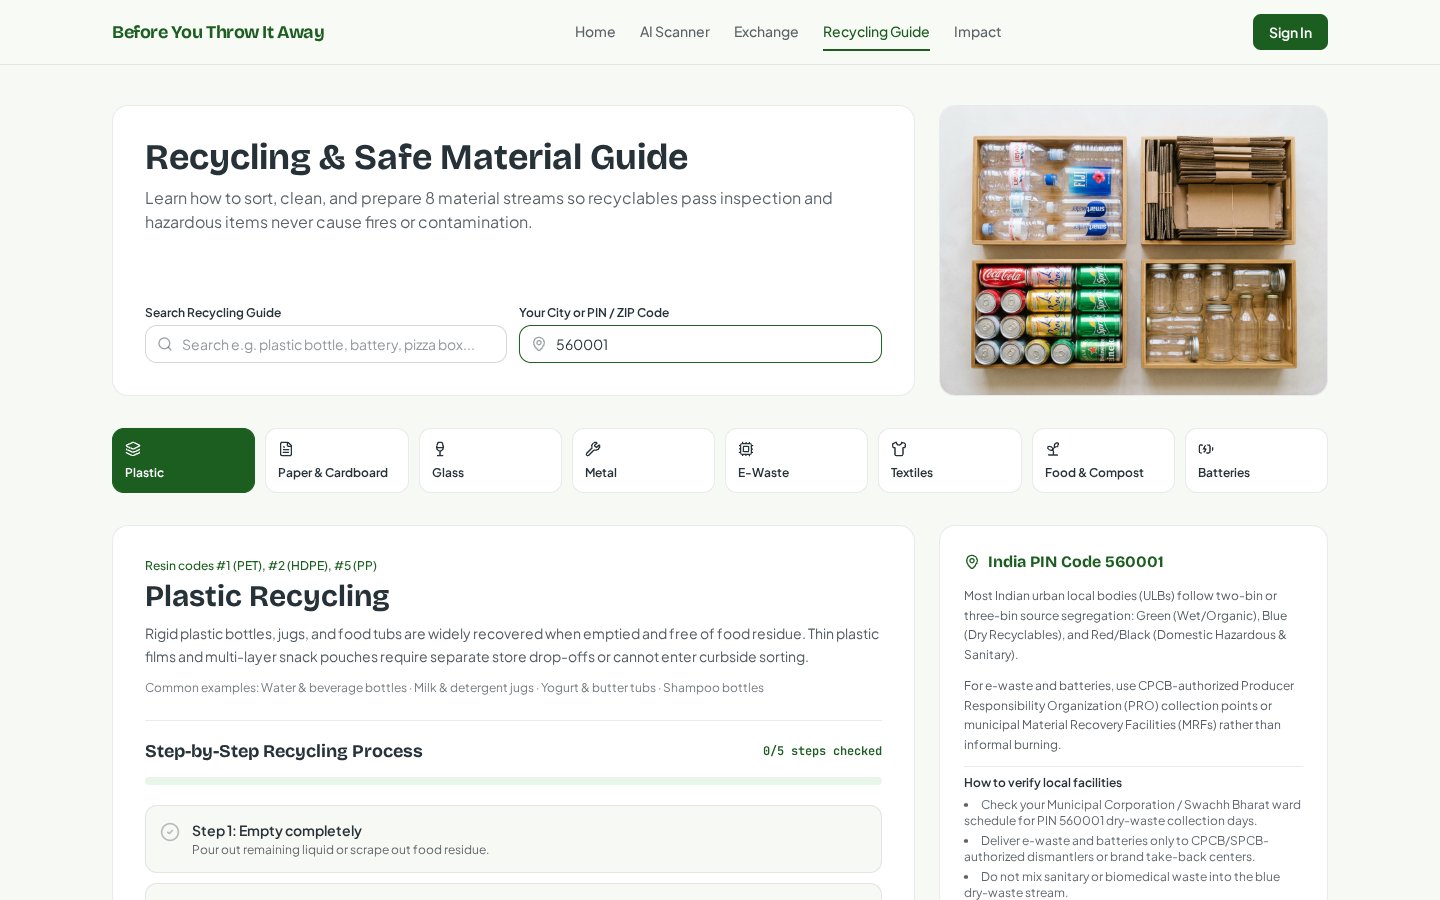 Before You Throw It Away
Home
AI Scanner
Exchange
Recycling Guide
Impact
Sign In
Recycling & Safe Material Guide
Learn how to sort, clean, and prepare 8 material streams so recyclables pass inspection and
hazardous items never cause fires or contamination.
Search Recycling Guide
Search e.g. plastic bottle, battery, pizza box...
Your City or PIN / ZIP Code
560001
FIJI
smart
Coca-Cola
Plastic
Paper & Cardboard
Glass
Metal
E-Waste
Textiles
Food & Compost
Batteries
Resin codes #1 (PET), #2 (HDPE), #5 (PP)
Plastic Recycling
Rigid plastic bottles, jugs, and food tubs are widely recovered when emptied and free of food residue. Thin plastic
films and multi-layer snack pouches require separate store drop-offs or cannot enter curbside sorting.
Common examples: Water & beverage bottles · Milk & detergent jugs · Yogurt & butter tubs · Shampoo bottles
Step-by-Step Recycling Process
0/5 steps checked
Step 1: Empty completely
Pour out remaining liquid or scrape out food residue.
India PIN Code 560001
Most Indian urban local bodies (ULBs) follow two-bin or
three-bin source segregation: Green (Wet/Organic), Blue
(Dry Recyclables), and Red/Black (Domestic Hazardous &
Sanitary).
For e-waste and batteries, use CPCB-authorized Producer
Responsibility Organization (PRO) collection points or
municipal Material Recovery Facilities (MRFs) rather than
informal burning.
How to verify local facilities
• Check your Municipal Corporation / Swachh Bharat ward
schedule for PIN 560001 dry-waste collection days.
• Deliver e-waste and batteries only to CPCB/SPCB-
authorized dismantlers or brand take-back centers.
• Do not mix sanitary or biomedical waste into the blue
dry-waste stream.